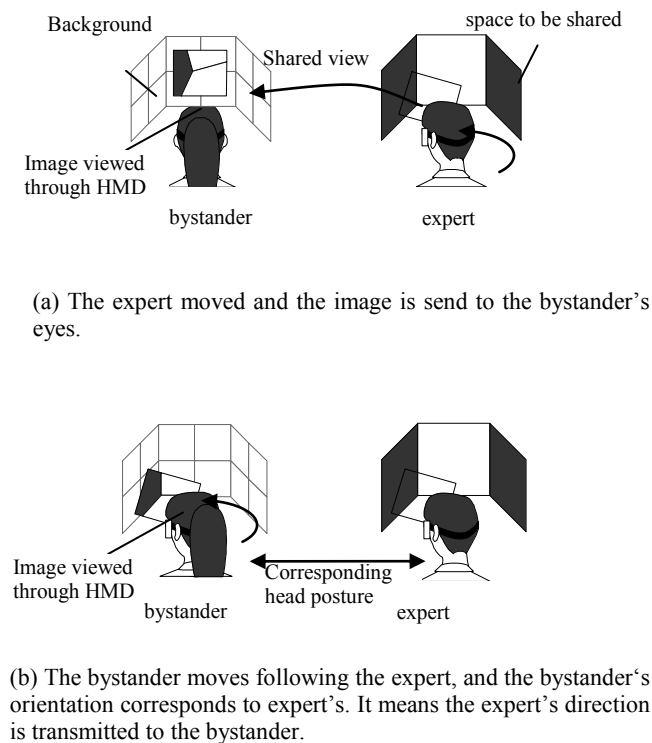 Background
space to be shared
Shared view
Image viewed
through HMD
bystander
expert
(a) The expert moved and the image is send to the bystander's
eyes.
Image viewed
through HMD
Corresponding
head posture
bystander
expert
(b) The bystander moves following the expert, and the bystander‘s
orientation corresponds to expert's. It means the expert's direction
is transmitted to the bystander.